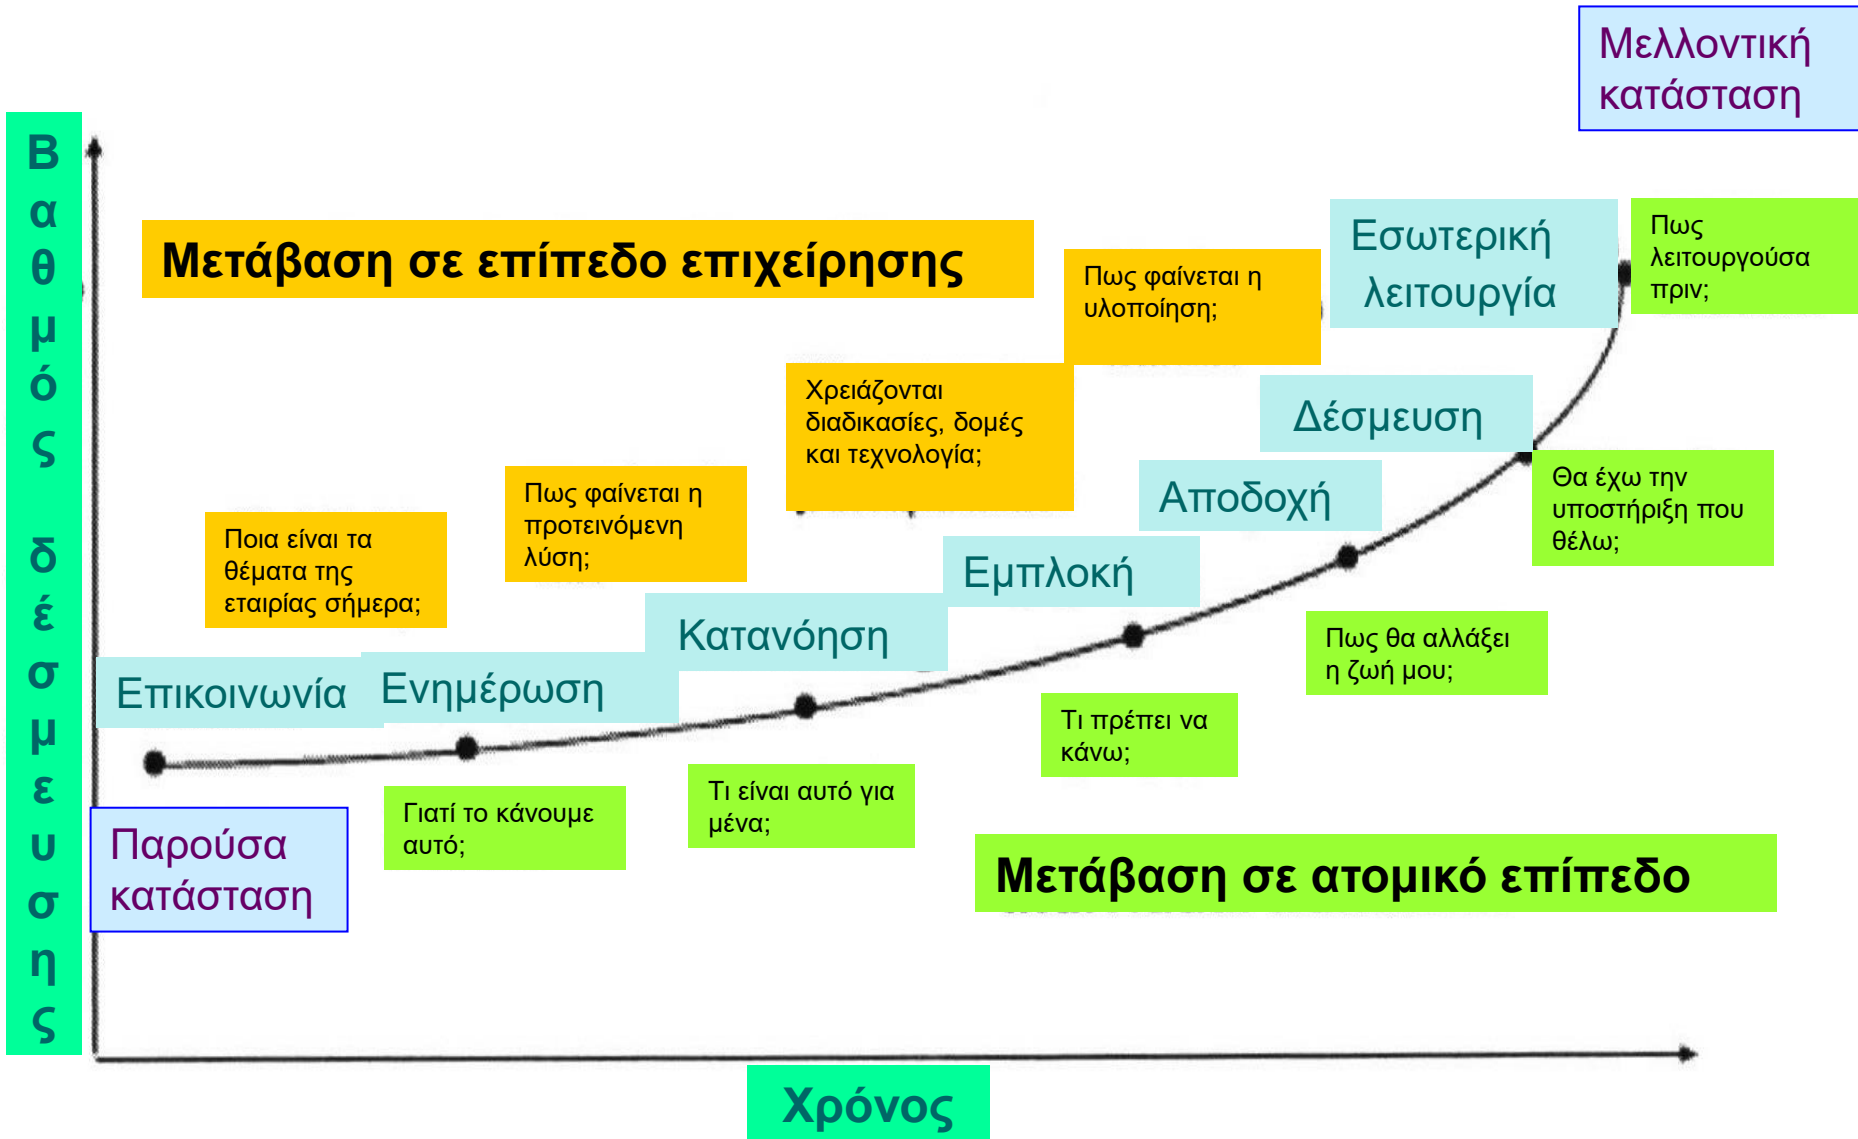 Μελλοντική
κατάσταση
Βαθμός δέσμευσης
Μετάβαση σε επίπεδο επιχείρησης
Εσωτερική
λειτουργία
Πως
λειτουργούσα
πριν;
Πως φαίνεται η
υλοποίηση;
Χρειάζονται
διαδικασίες, δομές
και τεχνολογία;
Δέσμευση
Πως φαίνεται η
προτεινόμενη
λύση;
Αποδοχή
Θα έχω την
υποστήριξη που
θέλω;
Ποια είναι τα
θέματα της
εταιρίας σήμερα;
Εμπλοκή
Κατανόηση
Πως θα αλλάξει
η ζωή μου;
Επικοινωνία
Ενημέρωση
Τι πρέπει να
κάνω;
Τι είναι αυτό για
μένα;
Γιατί το κάνουμε
αυτό;
Παρούσα
κατάσταση
Μετάβαση σε ατομικό επίπεδο
Χρόνος